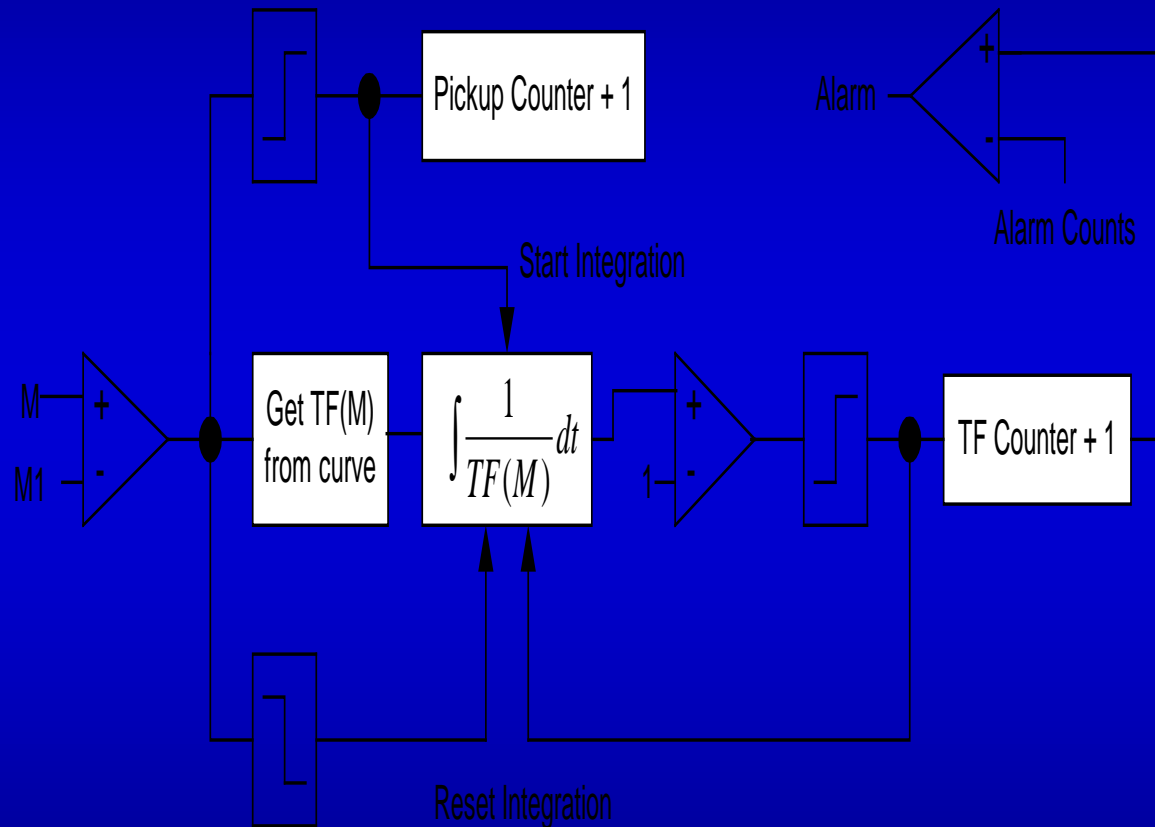 Pickup Counter + 1
Alarm
+
-
Alarm Counts
Start Integration
M
+
-
M1
Get TF(M)
from curve
∫ 1/TF(M) dt
+
-
1
TF Counter + 1
Reset Integration